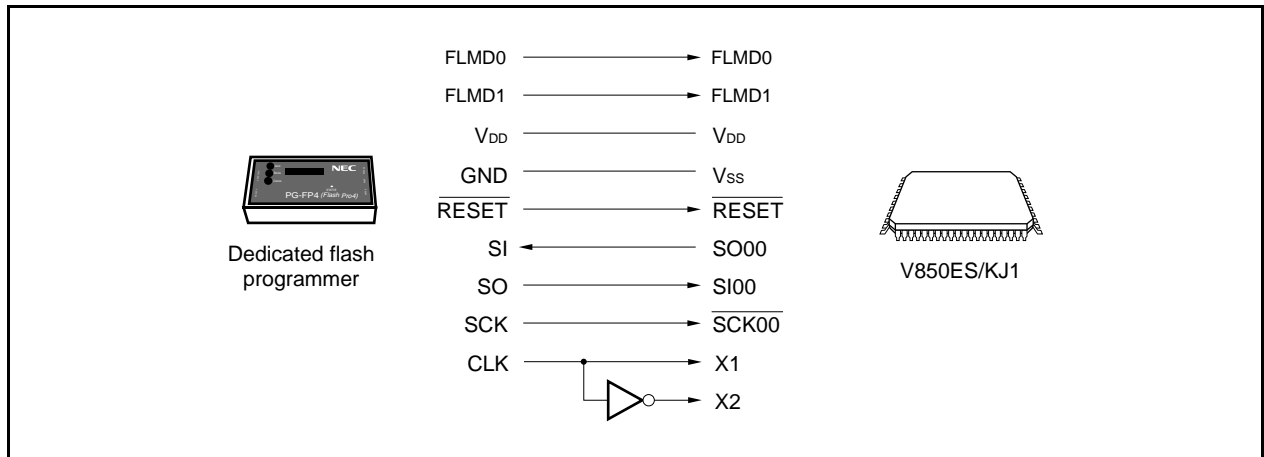 FLMD0 FLMD0
FLMD1 FLMD1
VDD VDD
GND VSS
RESET RESET
SI SO00
SO SI00
SCK SCK00
CLK X1
X2
NEC
PG-FP4 (Flash Pro4)
Dedicated flash
programmer
V850ES/KJ1